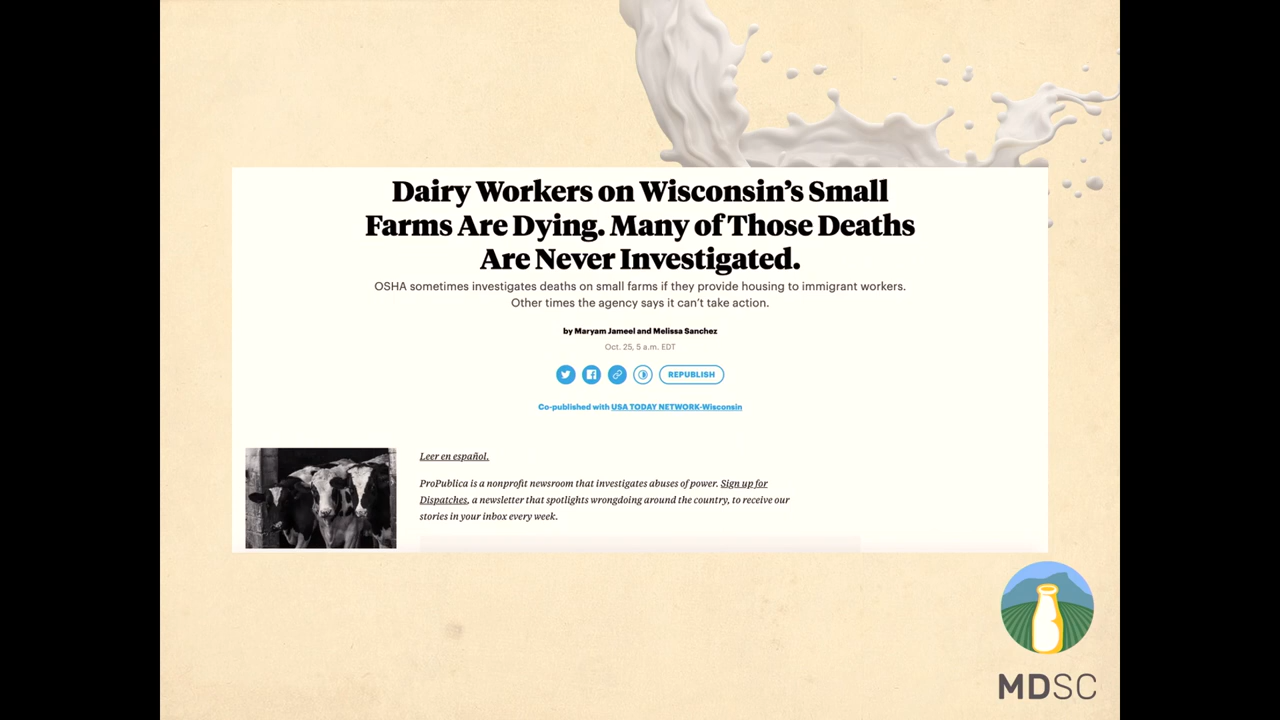 Dairy Workers on Wisconsin’s Small
Farms Are Dying. Many of Those Deaths
Are Never Investigated.
OSHA sometimes investigates deaths on small farms if they provide housing to immigrant workers.
Other times the agency says it can’t take action.
by Maryam Jameel and Melissa Sanchez
Oct. 25, 5 a.m. EDT
REPUBLISH
Co-published with USA TODAY NETWORK-Wisconsin
Leer en español.
ProPublica is a nonprofit newsroom that investigates abuses of power. Sign up for
Dispatches, a newsletter that spotlights wrongdoing around the country, to receive our
stories in your inbox every week.
MDSC